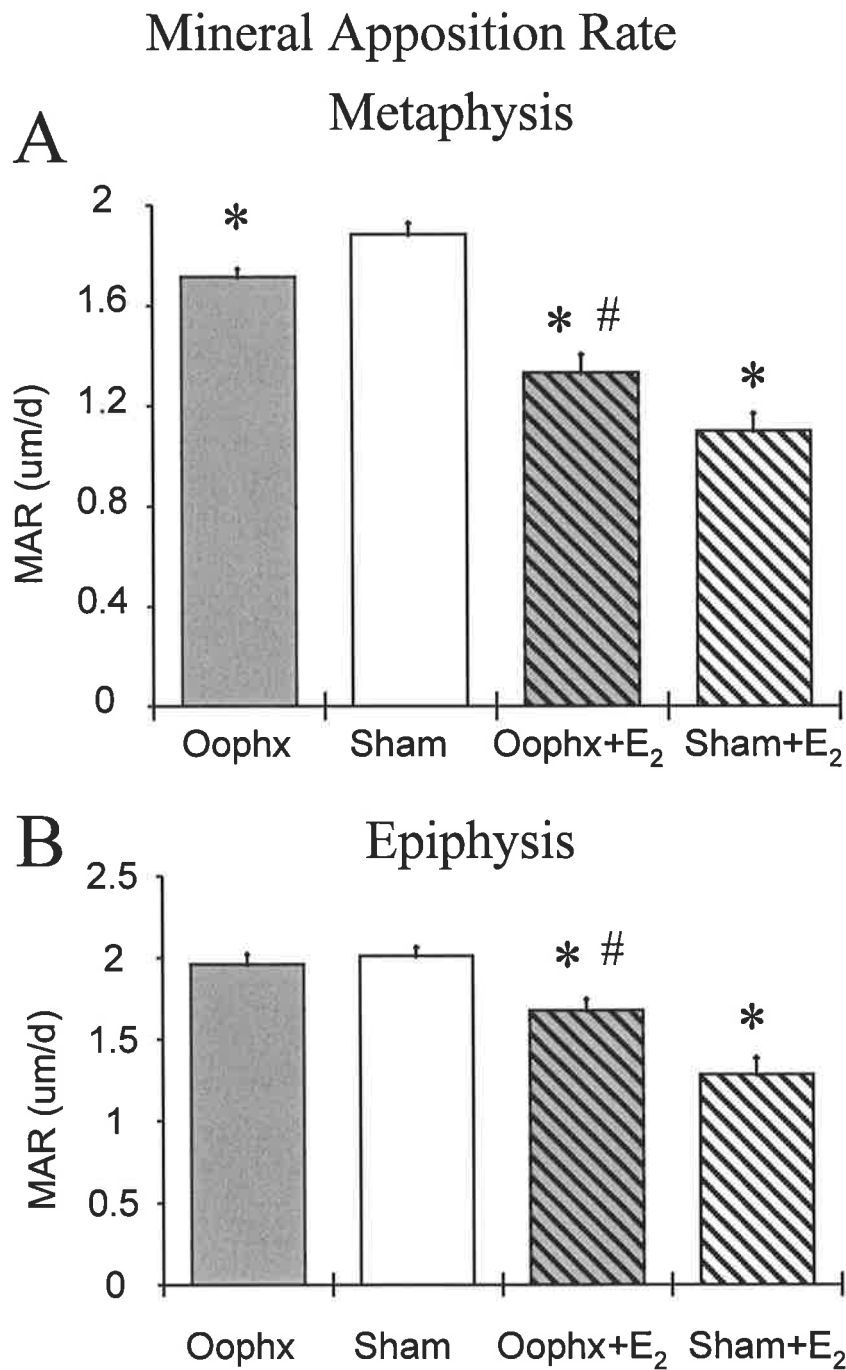 Mineral Apposition Rate
Metaphysis
A
2
1.6
1.2
0.8
0.4
0
MAR (um/d)
*
* #
*
Oophx Sham Oophx+E₂ Sham+E₂
B
Epiphysis
2.5
2
1.5
1
0.5
0
MAR (um/d)
* #
*
Oophx Sham Oophx+E₂ Sham+E₂